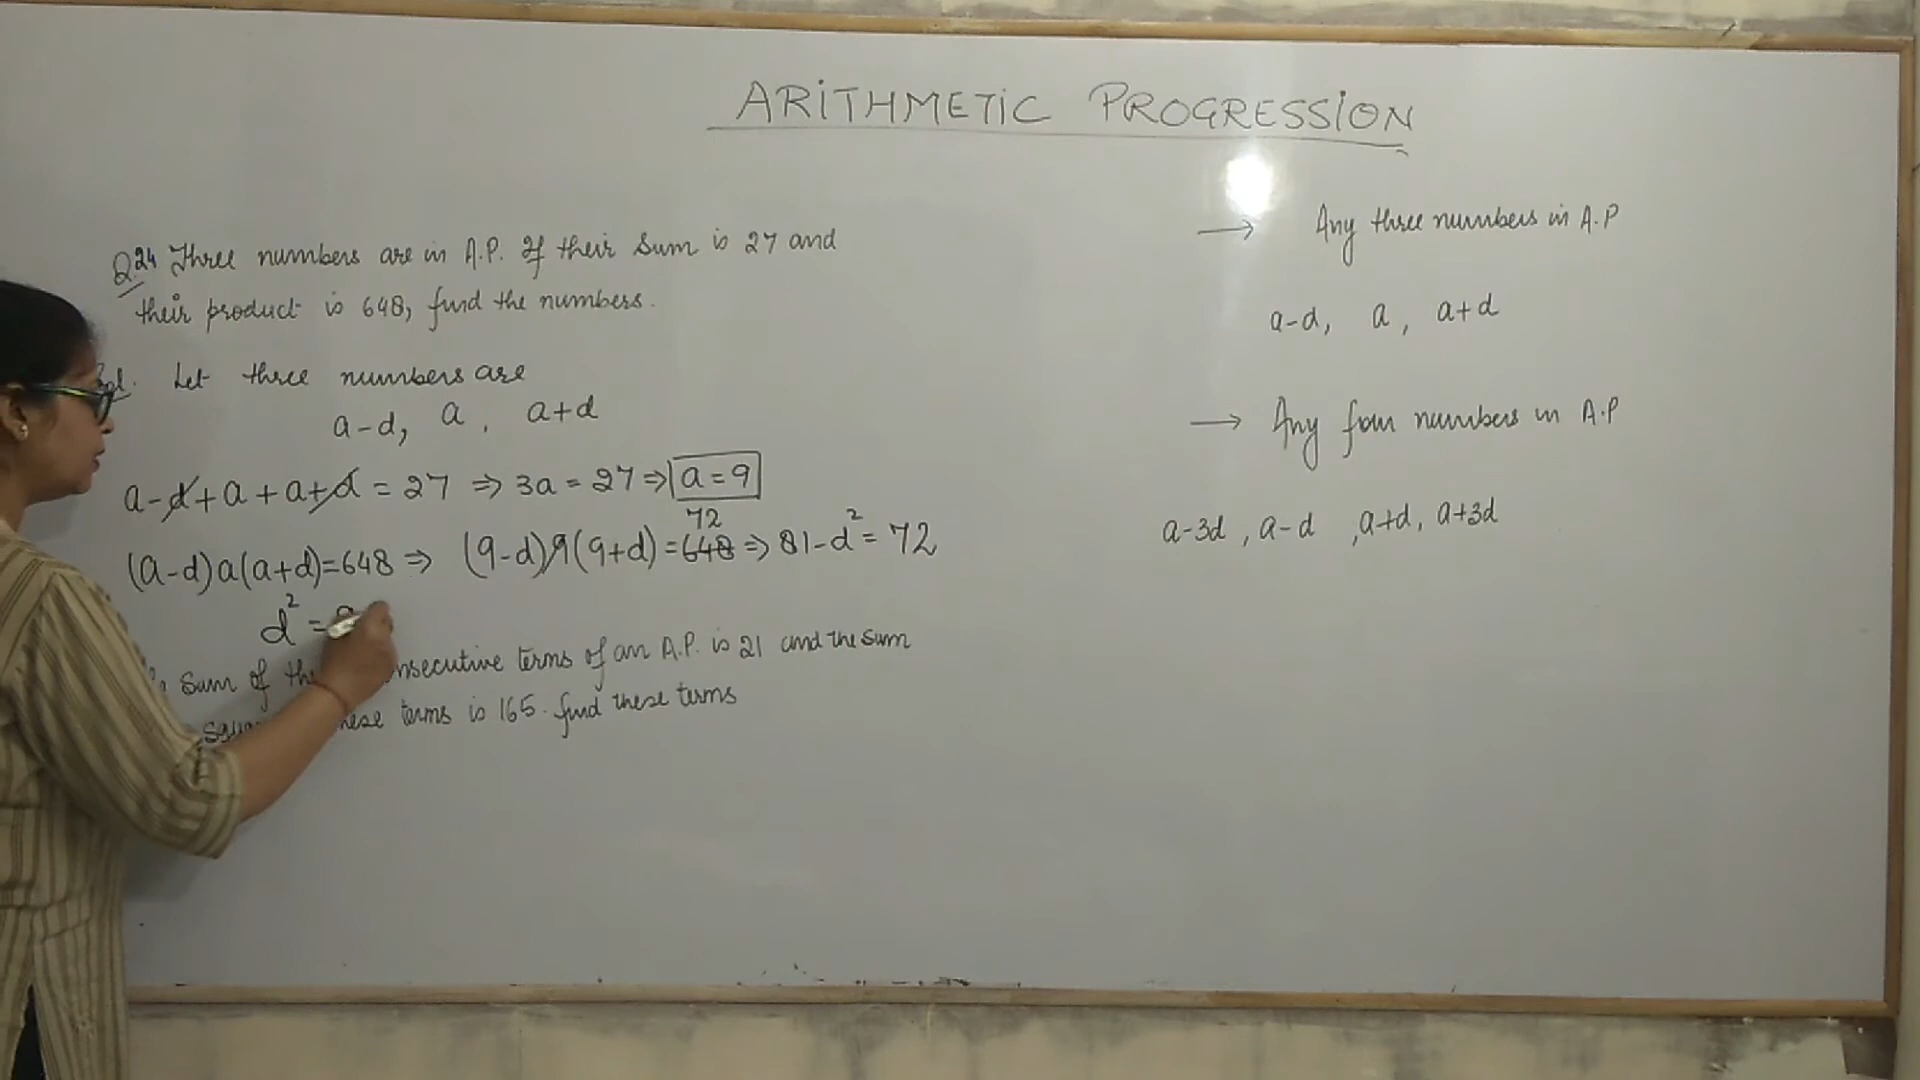 ARiTHMETiC PROGRESSiON
Q.24 Three numbers are in A.P. If their sum is 27 and
their product is 648, find the numbers.
Sol. Let three numbers are
a-d, a, a+d
a-d+a+a+d = 27 ⇒ 3a = 27 ⇒ a = 9
72
(a-d)a(a+d)=648 ⇒ (9-d)9(9+d)=648 ⇒ 81-d² = 72
d² =
Sum of consecutive terms of an A.P. is 21 and the sum
these terms is 165. find these terms
→ Any three numbers in A.P
a-d, a, a+d
→ Any four numbers in A.P
a-3d, a-d, a+d, a+3d